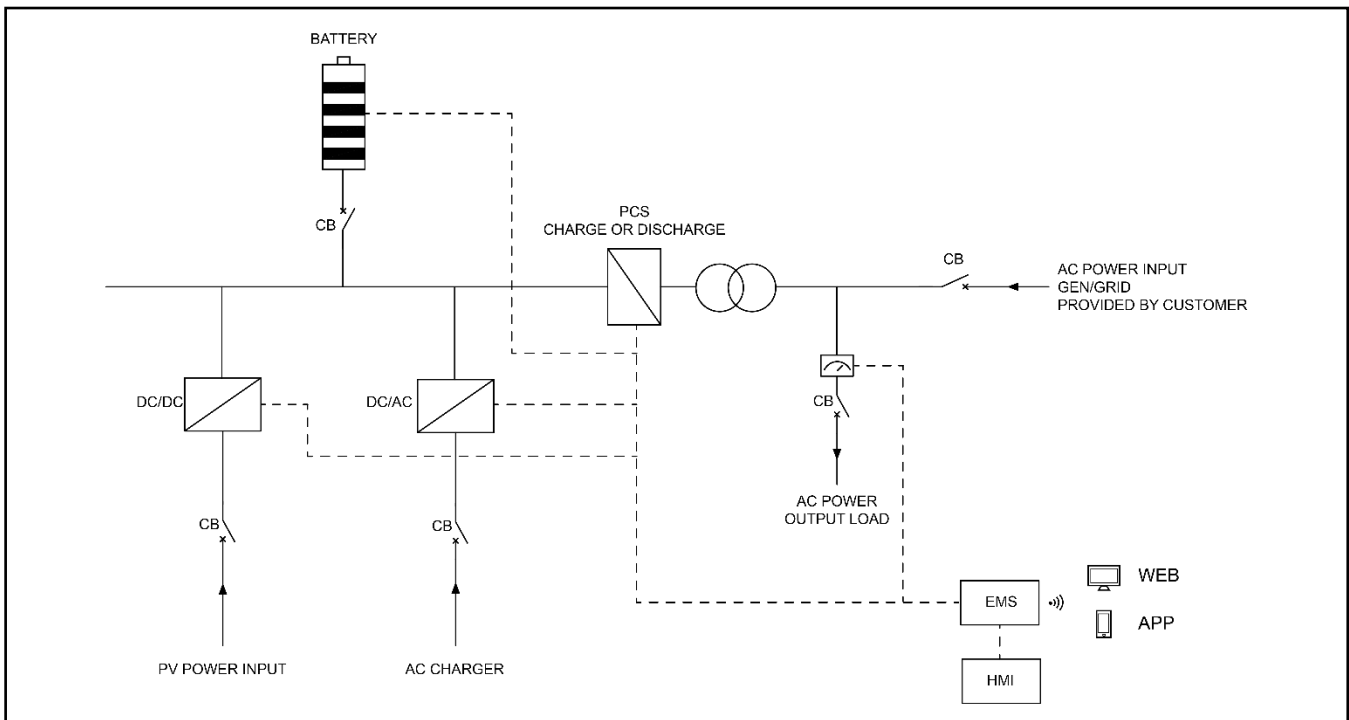 BATTERY
CB
PCS
CHARGE OR DISCHARGE
CB
AC POWER INPUT
GEN/GRID
PROVIDED BY CUSTOMER
DC/DC
DC/AC
CB
AC POWER
OUTPUT LOAD
CB
CB
EMS
WEB
APP
HMI
PV POWER INPUT
AC CHARGER